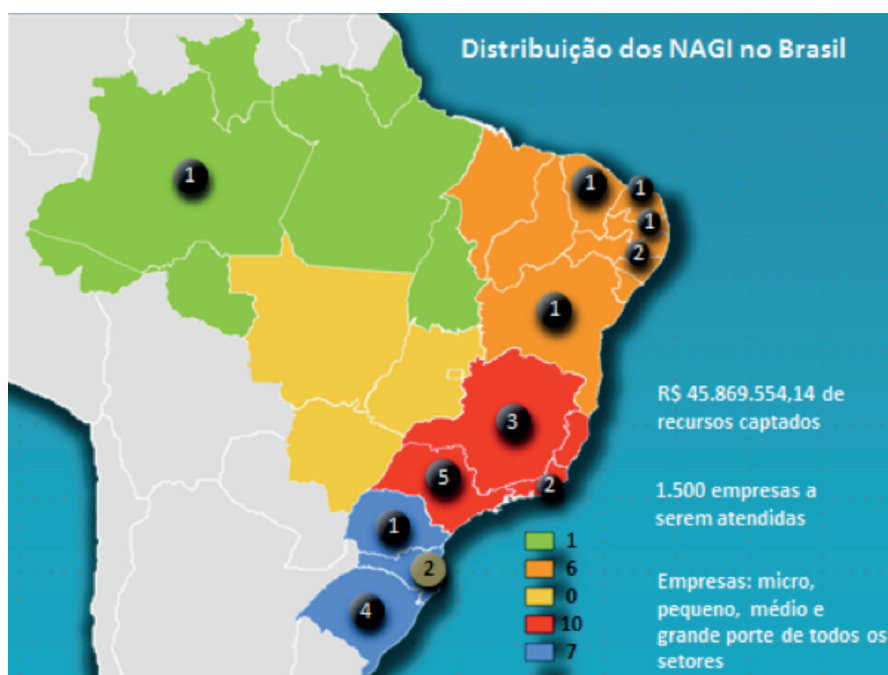 Distribuição dos NAGI no Brasil
1
1
1
1
2
1
3
5
2
1
2
4
R$ 45.869.554,14 de
recursos captados
1.500 empresas a
serem atendidas
1
6
0
10
7
Empresas: micro,
pequeno, médio e
grande porte de todos os
setores